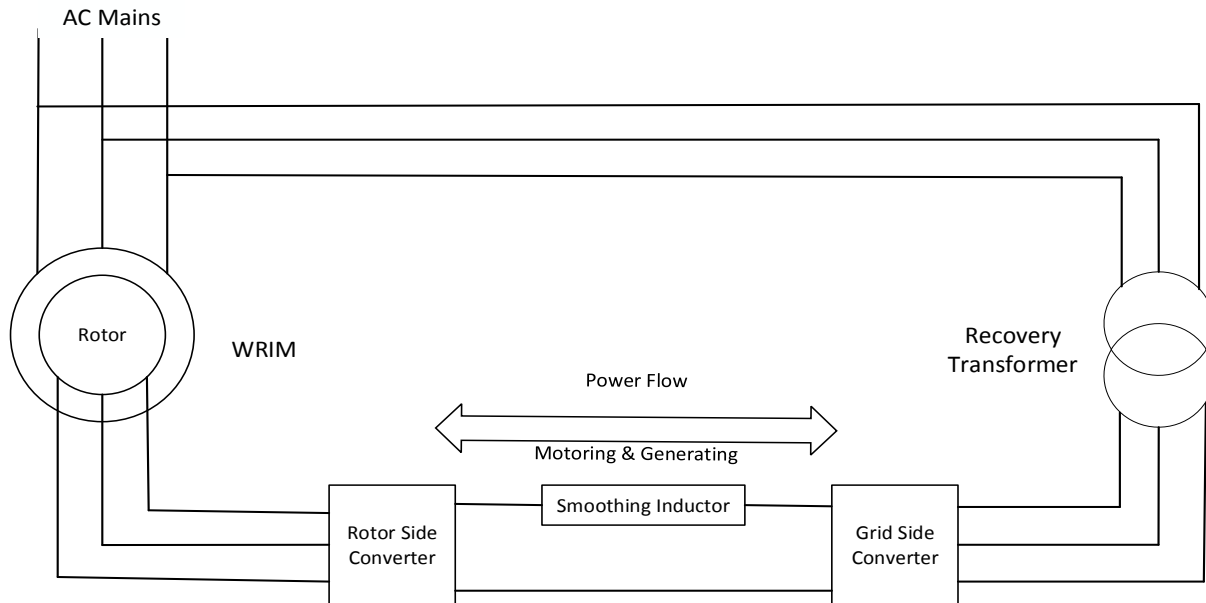 AC Mains
Rotor
WRIM
Recovery
Transformer
Power Flow
Motoring & Generating
Rotor Side
Converter
Smoothing Inductor
Grid Side
Converter